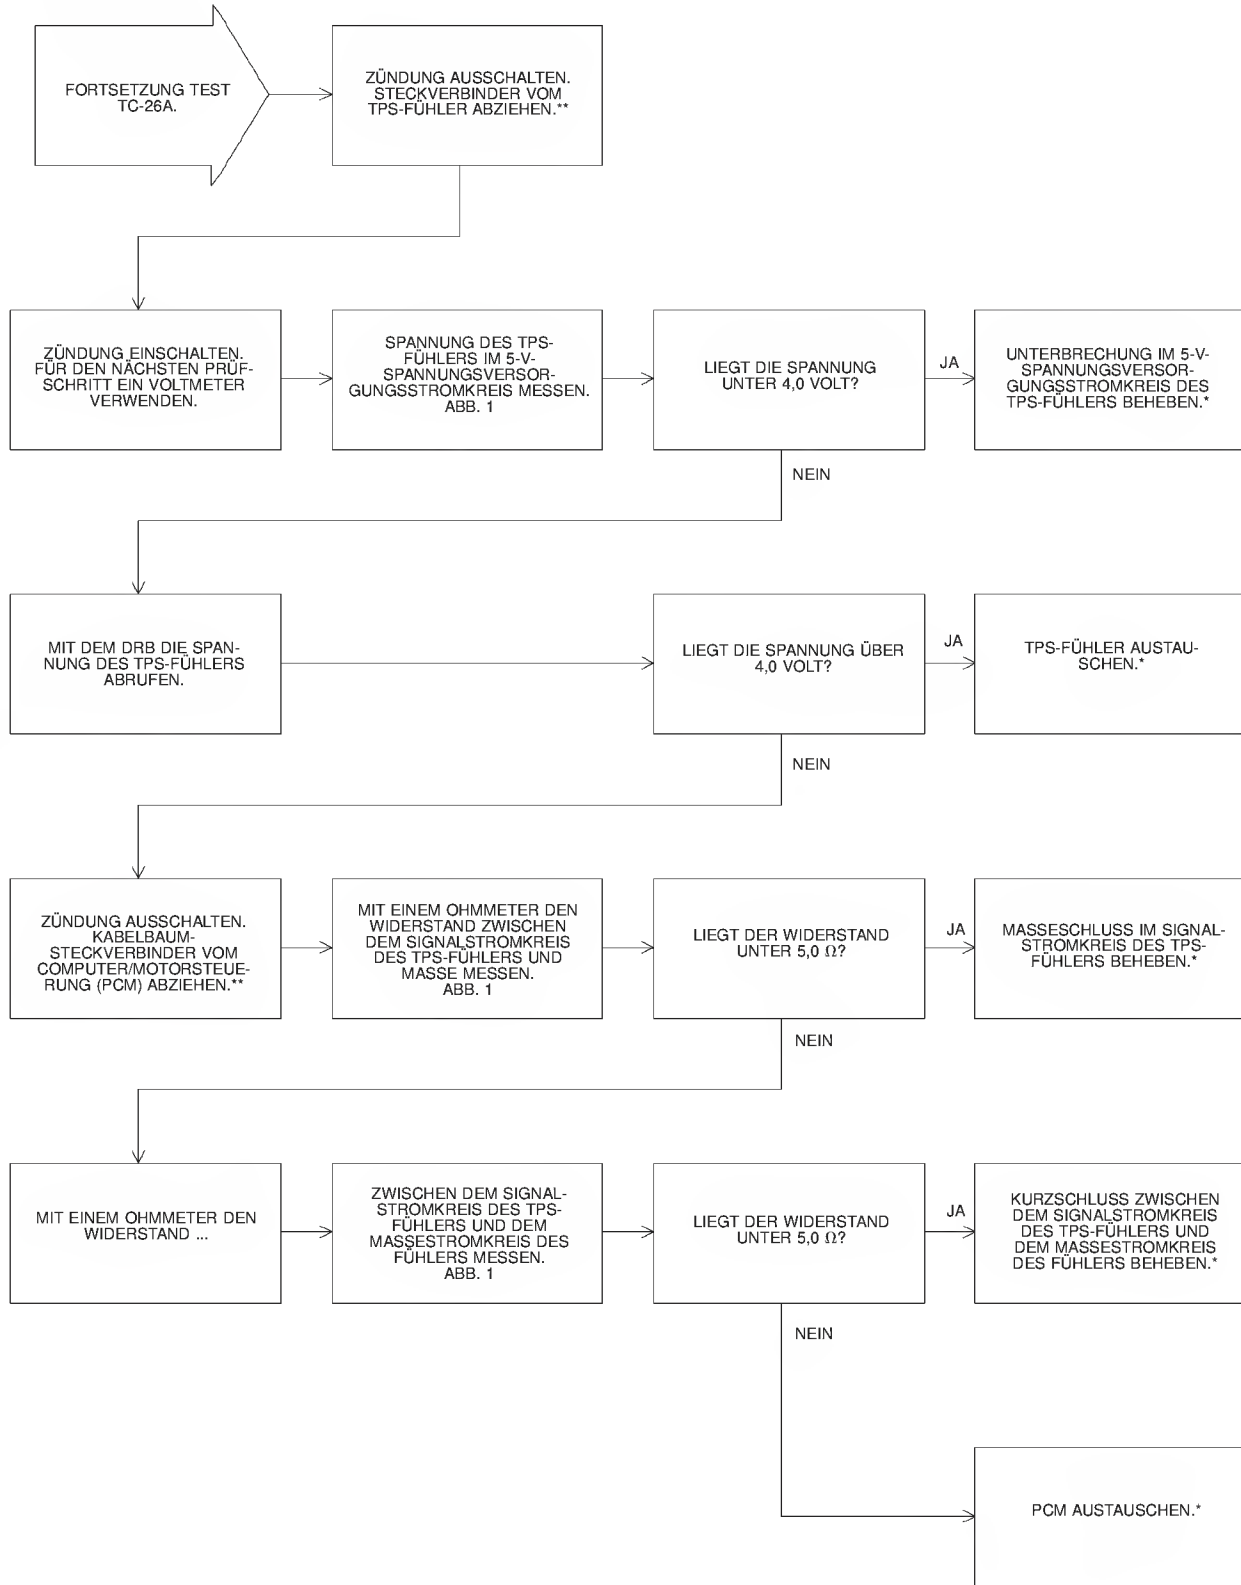 FORTSETZUNG TEST
TC-26A.
ZÜNDUNG AUSSCHALTEN.
STECKVERBINDER VOM
TPS-FÜHLER ABZIEHEN.**
ZÜNDUNG EINSCHALTEN.
FÜR DEN NÄCHSTEN PRÜF-
SCHRITT EIN VOLTMETER
VERWENDEN.
SPANNUNG DES TPS-
FÜHLERS IM 5-V-
SPANNUNGSVERSOR-
GUNGSSTROMKREIS MESSEN.
ABB. 1
LIEGT DIE SPANNUNG
UNTER 4,0 VOLT?
JA
UNTERBRECHUNG IM 5-V-
SPANNUNGSVERSOR-
GUNGSSTROMKREIS DES
TPS-FÜHLERS BEHEBEN.*
NEIN
MIT DEM DRB DIE SPAN-
NUNG DES TPS-FÜHLERS
ABRUFEN.
LIEGT DIE SPANNUNG ÜBER
4,0 VOLT?
JA
TPS-FÜHLER AUSTAU-
SCHEN.*
NEIN
ZÜNDUNG AUSSCHALTEN.
KABELBAUM-
STECKVERBINDER VOM
COMPUTER/MOTORSTEUE-
RUNG (PCM) ABZIEHEN.**
MIT EINEM OHMMETER DEN
WIDERSTAND ZWISCHEN
DEM SIGNALSTROMKREIS
DES TPS-FÜHLERS UND
MASSE MESSEN.
ABB. 1
LIEGT DER WIDERSTAND
UNTER 5,0 Ω?
JA
MASSESCHLUSS IM SIGNAL-
STROMKREIS DES TPS-
FÜHLERS BEHEBEN.*
NEIN
MIT EINEM OHMMETER DEN
WIDERSTAND ...
ZWISCHEN DEM SIGNAL-
STROMKREIS DES TPS-
FÜHLERS UND DEM
MASSESTROMKREIS DES
FÜHLERS MESSEN.
ABB. 1
LIEGT DER WIDERSTAND
UNTER 5,0 Ω?
JA
KURZSCHLUSS ZWISCHEN
DEM SIGNALSTROMKREIS
DES TPS-FÜHLERS UND
DEM MASSESTROMKREIS
DES FÜHLERS BEHEBEN.*
NEIN
PCM AUSTAUSCHEN.*